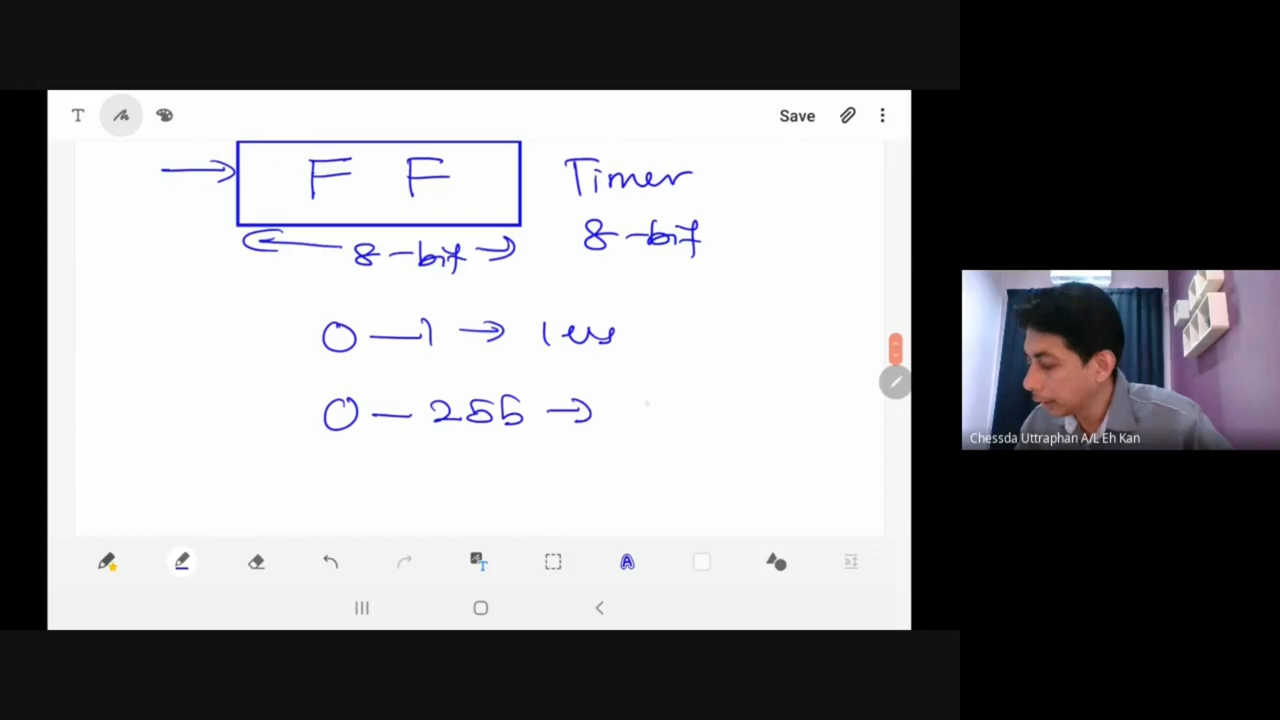 T
Save
→ F F Timer
8-bit 8-bit
0 — 1 → 1us
0 — 255 →
Chessda Uttraphan A/L Eh Kan
T
A